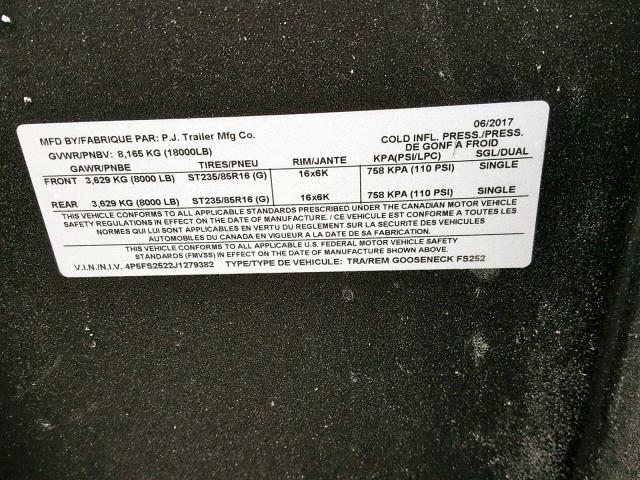 06/2017
MFD BY/FABRIQUE PAR: P.J. Trailer Mfg Co. COLD INFL. PRESS./PRESS.
GVWR/PNBV: 8,165 KG (18000LB) DE GONF A FROID
GAWR/PNBE TIRES/PNEU RIM/JANTE KPA(PSI/LPC) SGL/DUAL
FRONT 3,629 KG (8000 LB) ST235/85R16 (G) 16x6K 758 KPA (110 PSI) SINGLE
REAR 3,629 KG (8000 LB) ST235/85R16 (G) 16x6K 758 KPA (110 PSI) SINGLE
THIS VEHICLE CONFORMS TO ALL APPLICABLE STANDARDS PRESCRIBED UNDER THE CANADIAN MOTOR VEHICLE
SAFETY REGULATIONS IN EFFECT ON THE DATE OF MANUFACTURE. / CE VEHICULE EST CONFORME A TOUTES LES
NORMES QUI LUI SONT APPLICABLES EN VERTU DU REGLEMENT SUR LA SECURITE DES VEHICULES
AUTOMOBILES DU CANADA EN VIGUEUR A LA DATE DE SA FABRICATION.
THIS VEHICLE CONFORMS TO ALL APPLICABLE U.S. FEDERAL MOTOR VEHICLE SAFETY
STANDARDS (FMVSS) IN EFFECT ON DATE OF MANUFACTURE SHOWN ABOVE.
V.I.N./N.I.V. 4P5FS2522J1279382 TYPE/TYPE DE VEHICULE: TRA/REM GOOSENECK FS252